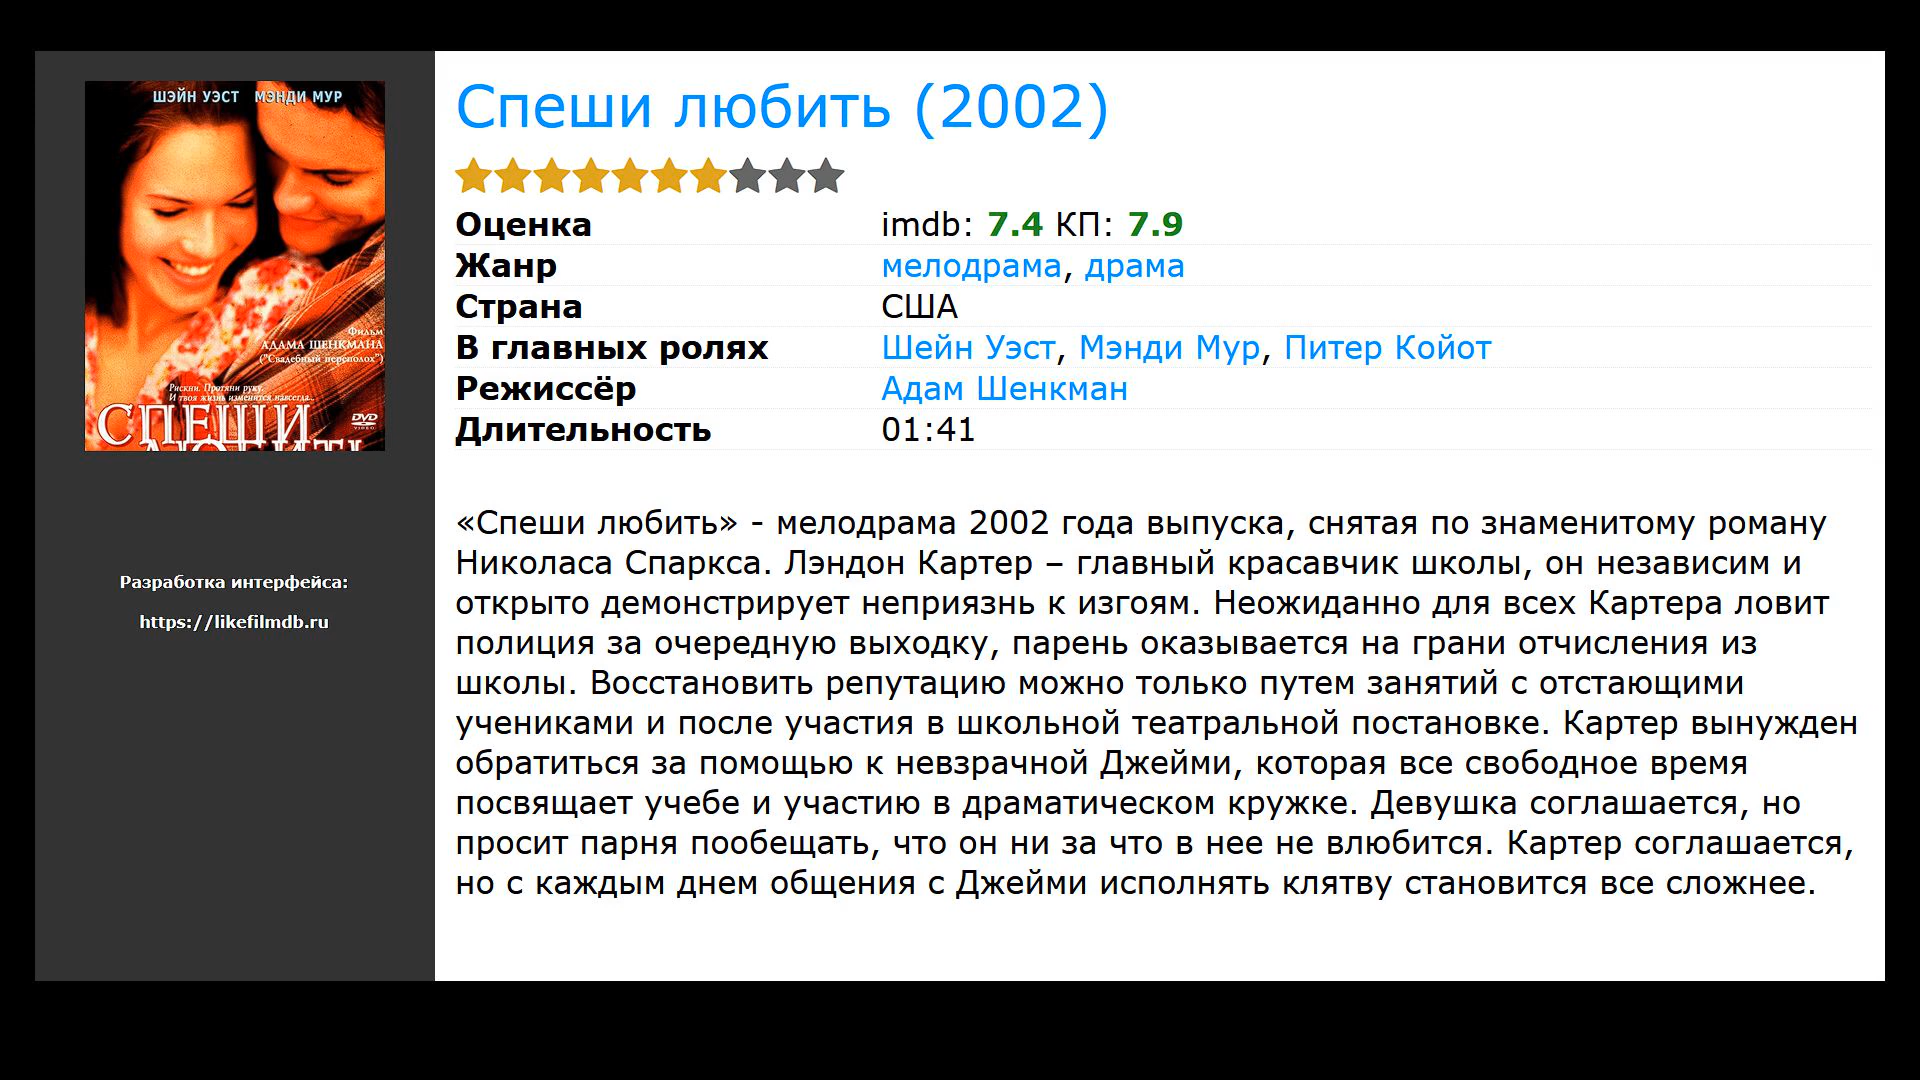 ШЭЙН УЭСТ МЭНДИ МУР
Фильм
АДАМА ШЕНКМАНА
("Свадебный переполох")
Рискни. Протяни руку.
И твоя жизнь изменится навсегда...
СПЕШИ
ЛЮБИТЬ
DVD
VIDEO
Разработка интерфейса:
https://likefilmdb.ru
Спеши любить (2002)
Оценка imdb: 7.4 КП: 7.9
Жанр мелодрама, драма
Страна США
В главных ролях Шейн Уэст, Мэнди Мур, Питер Койот
Режиссёр Адам Шенкман
Длительность 01:41
«Спеши любить» - мелодрама 2002 года выпуска, снятая по знаменитому роману
Николаса Спаркса. Лэндон Картер – главный красавчик школы, он независим и
открыто демонстрирует неприязнь к изгоям. Неожиданно для всех Картера ловит
полиция за очередную выходку, парень оказывается на грани отчисления из
школы. Восстановить репутацию можно только путем занятий с отстающими
учениками и после участия в школьной театральной постановке. Картер вынужден
обратиться за помощью к невзрачной Джейми, которая все свободное время
посвящает учебе и участию в драматическом кружке. Девушка соглашается, но
просит парня пообещать, что он ни за что в нее не влюбится. Картер соглашается,
но с каждым днем общения с Джейми исполнять клятву становится все сложнее.